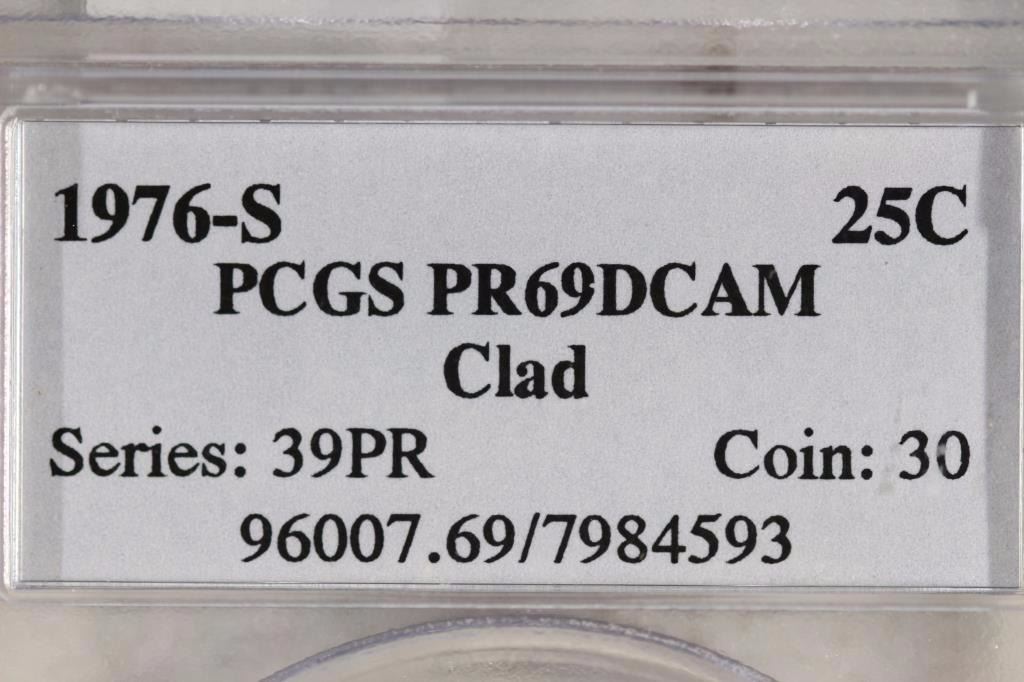 1976-S 25C
PCGS PR69DCAM
Clad
Series: 39PR Coin: 30
96007.69/7984593